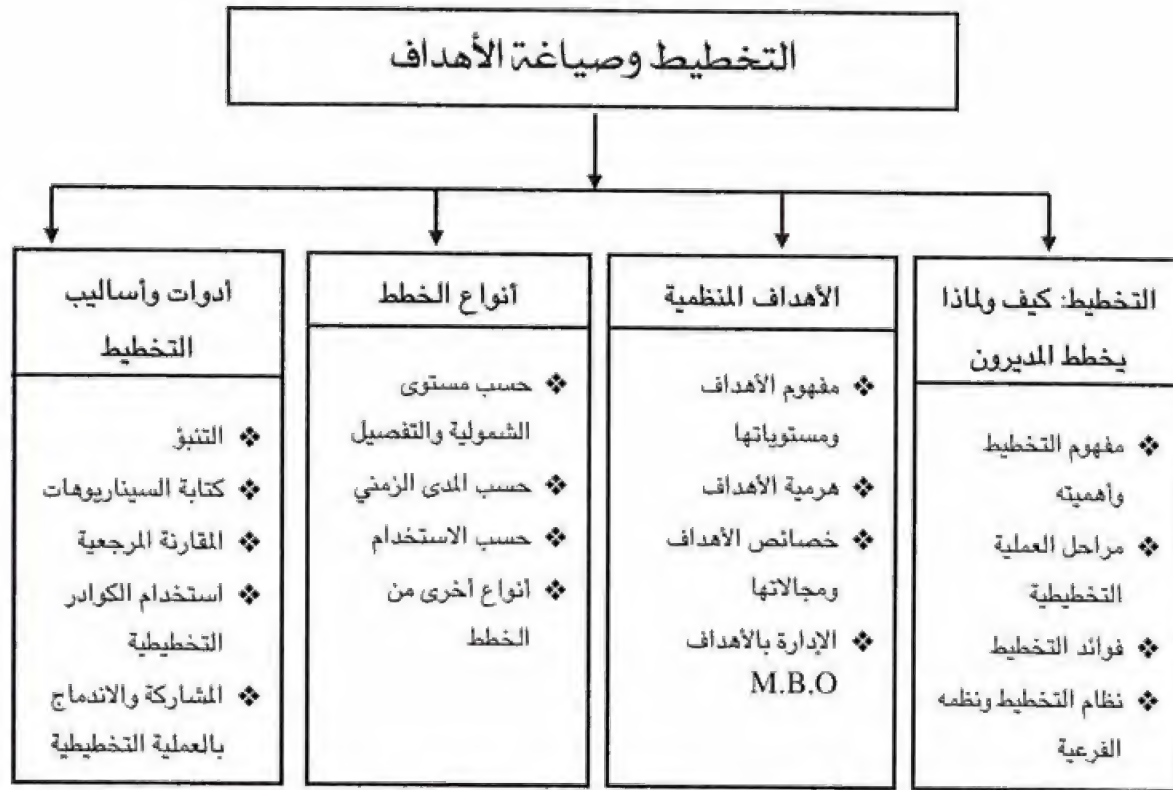 التخطيط وصياغة الأهداف
التخطيط: كيف ولماذا
يخطط المديرون
❖ مفهوم التخطيط
وأهميته
❖ مراحل العملية
التخطيطية
❖ فوائد التخطيط
❖ نظام التخطيط ونظمه
الفرعية
الأهداف المنظمية
❖ مفهوم الأهداف
ومستوياتها
❖ هرمية الأهداف
❖ خصائص الأهداف
ومجالاتها
❖ الإدارة بالأهداف
M.B.O
أنواع الخطط
❖ حسب مستوى
الشمولية والتفصيل
❖ حسب المدى الزمني
❖ حسب الاستخدام
❖ أنواع أخرى من
الخطط
أدوات وأساليب
التخطيط
❖ التنبؤ
❖ كتابة السيناريوهات
❖ المقارنة المرجعية
❖ استخدام الكوادر
التخطيطية
❖ المشاركة والاندماج
بالعملية التخطيطية